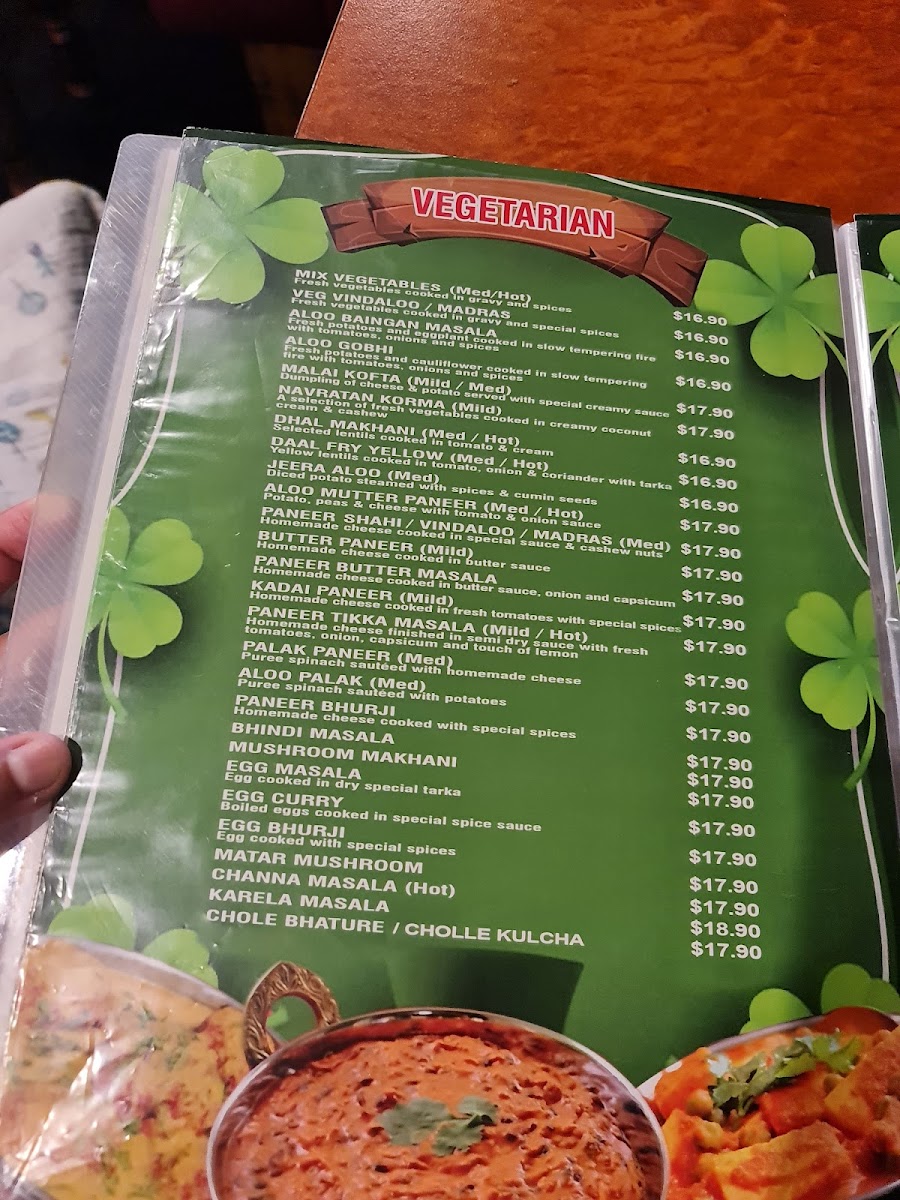 VEGETARIAN
MIX VEGETABLES (Med/Hot) $16.90
Fresh vegetables cooked in gravy and spices
VEG VINDALOO / MADRAS $16.90
Fresh vegetables cooked in gravy and special spices
ALOO BAINGAN MASALA $16.90
Fresh potatoes and eggplant cooked in slow tempering fire
with tomatoes, onions and spices
ALOO GOBHI $16.90
Fresh potatoes and cauliflower cooked in slow tempering
fire with tomatoes, onions and spices
MALAI KOFTA (Mild / Med) $17.90
Dumpling of cheese & potato served with special creamy sauce
NAVRATAN KORMA (Mild) $17.90
A selection of fresh vegetables cooked in creamy coconut
cream & cashew
DHAL MAKHANI (Med / Hot) $16.90
Selected lentils cooked in tomato & cream
DAAL FRY YELLOW (Med / Hot) $16.90
Yellow lentils cooked in tomato, onion & coriander with tarka
JEERA ALOO (Med) $16.90
Diced potato steamed with spices & cumin seeds
ALOO MUTTER PANEER (Med / Hot) $17.90
Potato, peas & cheese with tomato & onion sauce
PANEER SHAHI / VINDALOO / MADRAS (Med) $17.90
Homemade cheese cooked in special sauce & cashew nuts
BUTTER PANEER (Mild) $17.90
Homemade cheese cooked in butter sauce
PANEER BUTTER MASALA $17.90
Homemade cheese cooked in butter sauce, onion and capsicum
KADAI PANEER (Mild) $17.90
Homemade cheese cooked in fresh tomatoes with special spices
PANEER TIKKA MASALA (Mild / Hot) $17.90
Homemade cheese finished in semi dry sauce with fresh
tomatoes, onion, capsicum and touch of lemon
PALAK PANEER (Med) $17.90
Puree spinach sautéed with homemade cheese
ALOO PALAK (Med) $17.90
Puree spinach sautéed with potatoes
PANEER BHURJI $17.90
Homemade cheese cooked with special spices
BHINDI MASALA $17.90
MUSHROOM MAKHANI $17.90
EGG MASALA $17.90
Egg cooked in dry special tarka
EGG CURRY $17.90
Boiled eggs cooked in special spice sauce
EGG BHURJI $17.90
Egg cooked with special spices
MATAR MUSHROOM $17.90
CHANNA MASALA (Hot) $17.90
KARELA MASALA $18.90
CHOLE BHATURE / CHOLLE KULCHA $17.90